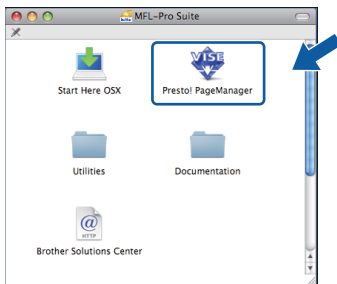 MFL-Pro Suite
VISE
Start Here OSX
Presto! PageManager
Utilities
Documentation
@
HTTP
Brother Solutions Center